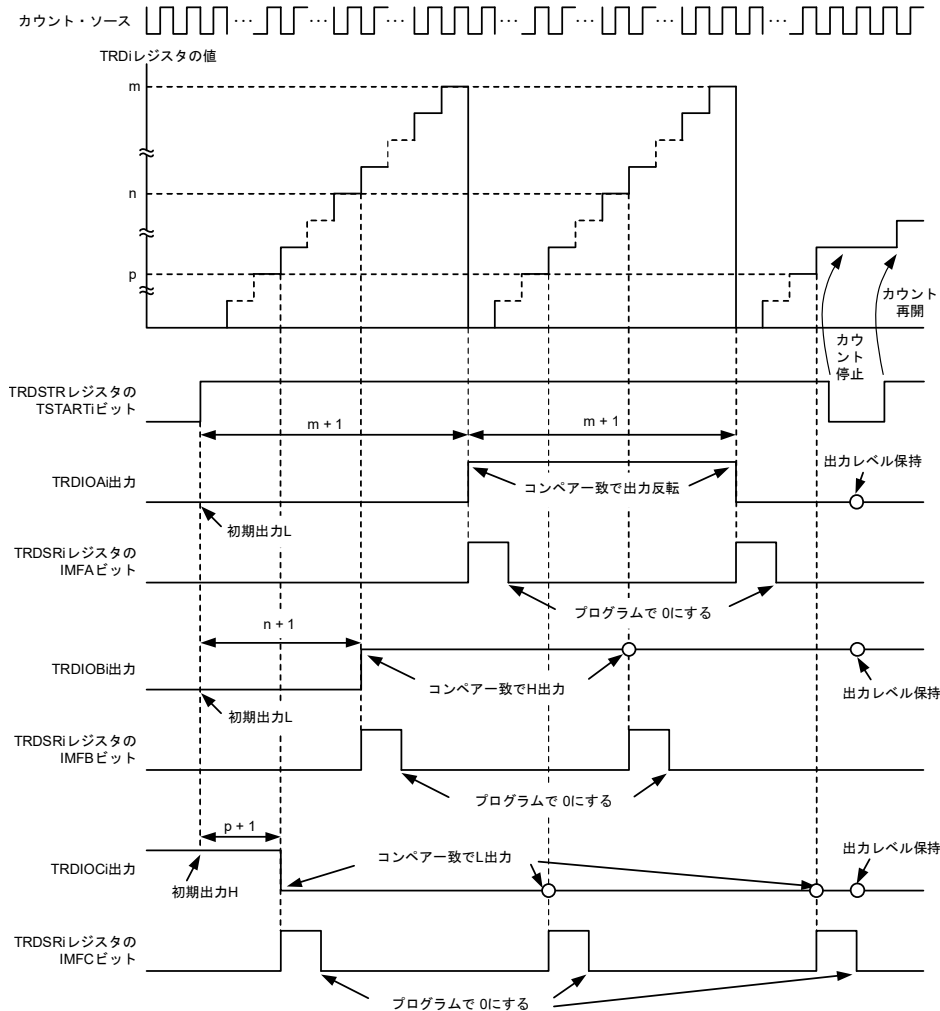 カウント・ソース
… … … … …
TRDiレジスタの値
m
n
p
カウント
再開
カウ
ント
停止
TRDSTRレジスタの
TSTARTiビット
m + 1
m + 1
TRDIOAi出力
コンペアー致で出力反転
出力レベル保持
初期出力L
TRDSRiレジスタの
IMFAビット
プログラムで 0にする
n + 1
TRDIOBi出力
コンペアー致でH出力
初期出力L
出力レベル保持
TRDSRiレジスタの
IMFBビット
プログラムで 0にする
p + 1
TRDIOCi出力
コンペアー致でL出力
出力レベル保持
初期出力H
TRDSRiレジスタの
IMFCビット
プログラムで 0にする